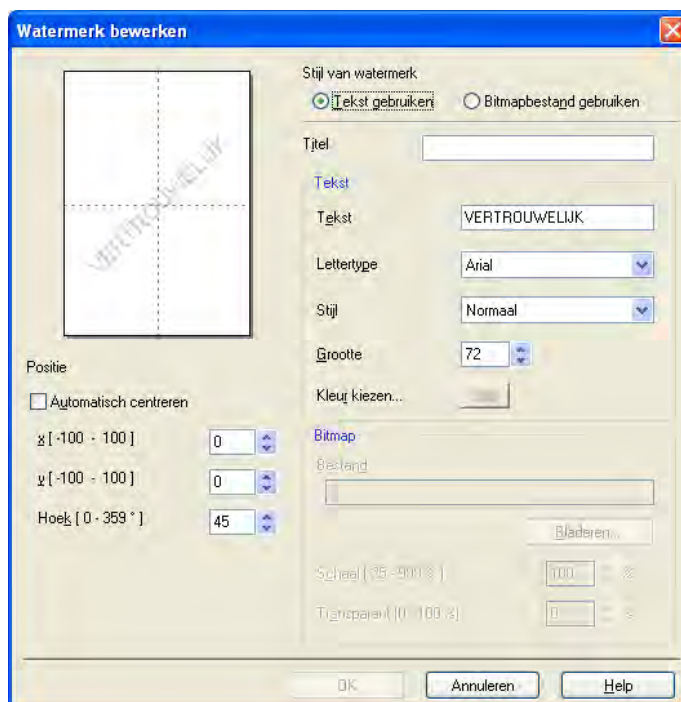 Watermerk bewerken
VERTROUWELIJK
Positie
Automatisch centreren
x [ -100 - 100 ] 0
y [ -100 - 100 ] 0
Hoek [ 0 - 359 ° ] 45
Stijl van watermerk
Tekst gebruiken Bitmapbestand gebruiken
Titel
Tekst
Tekst VERTROUWELIJK
Lettertype Arial
Stijl Normaal
Grootte 72
Kleur kiezen...
Bitmap
Bestand
Bladeren...
Schaal [ 25 - 999 % ] 100 %
Transparant [0 - 100 %] 0 %
OK Annuleren Help